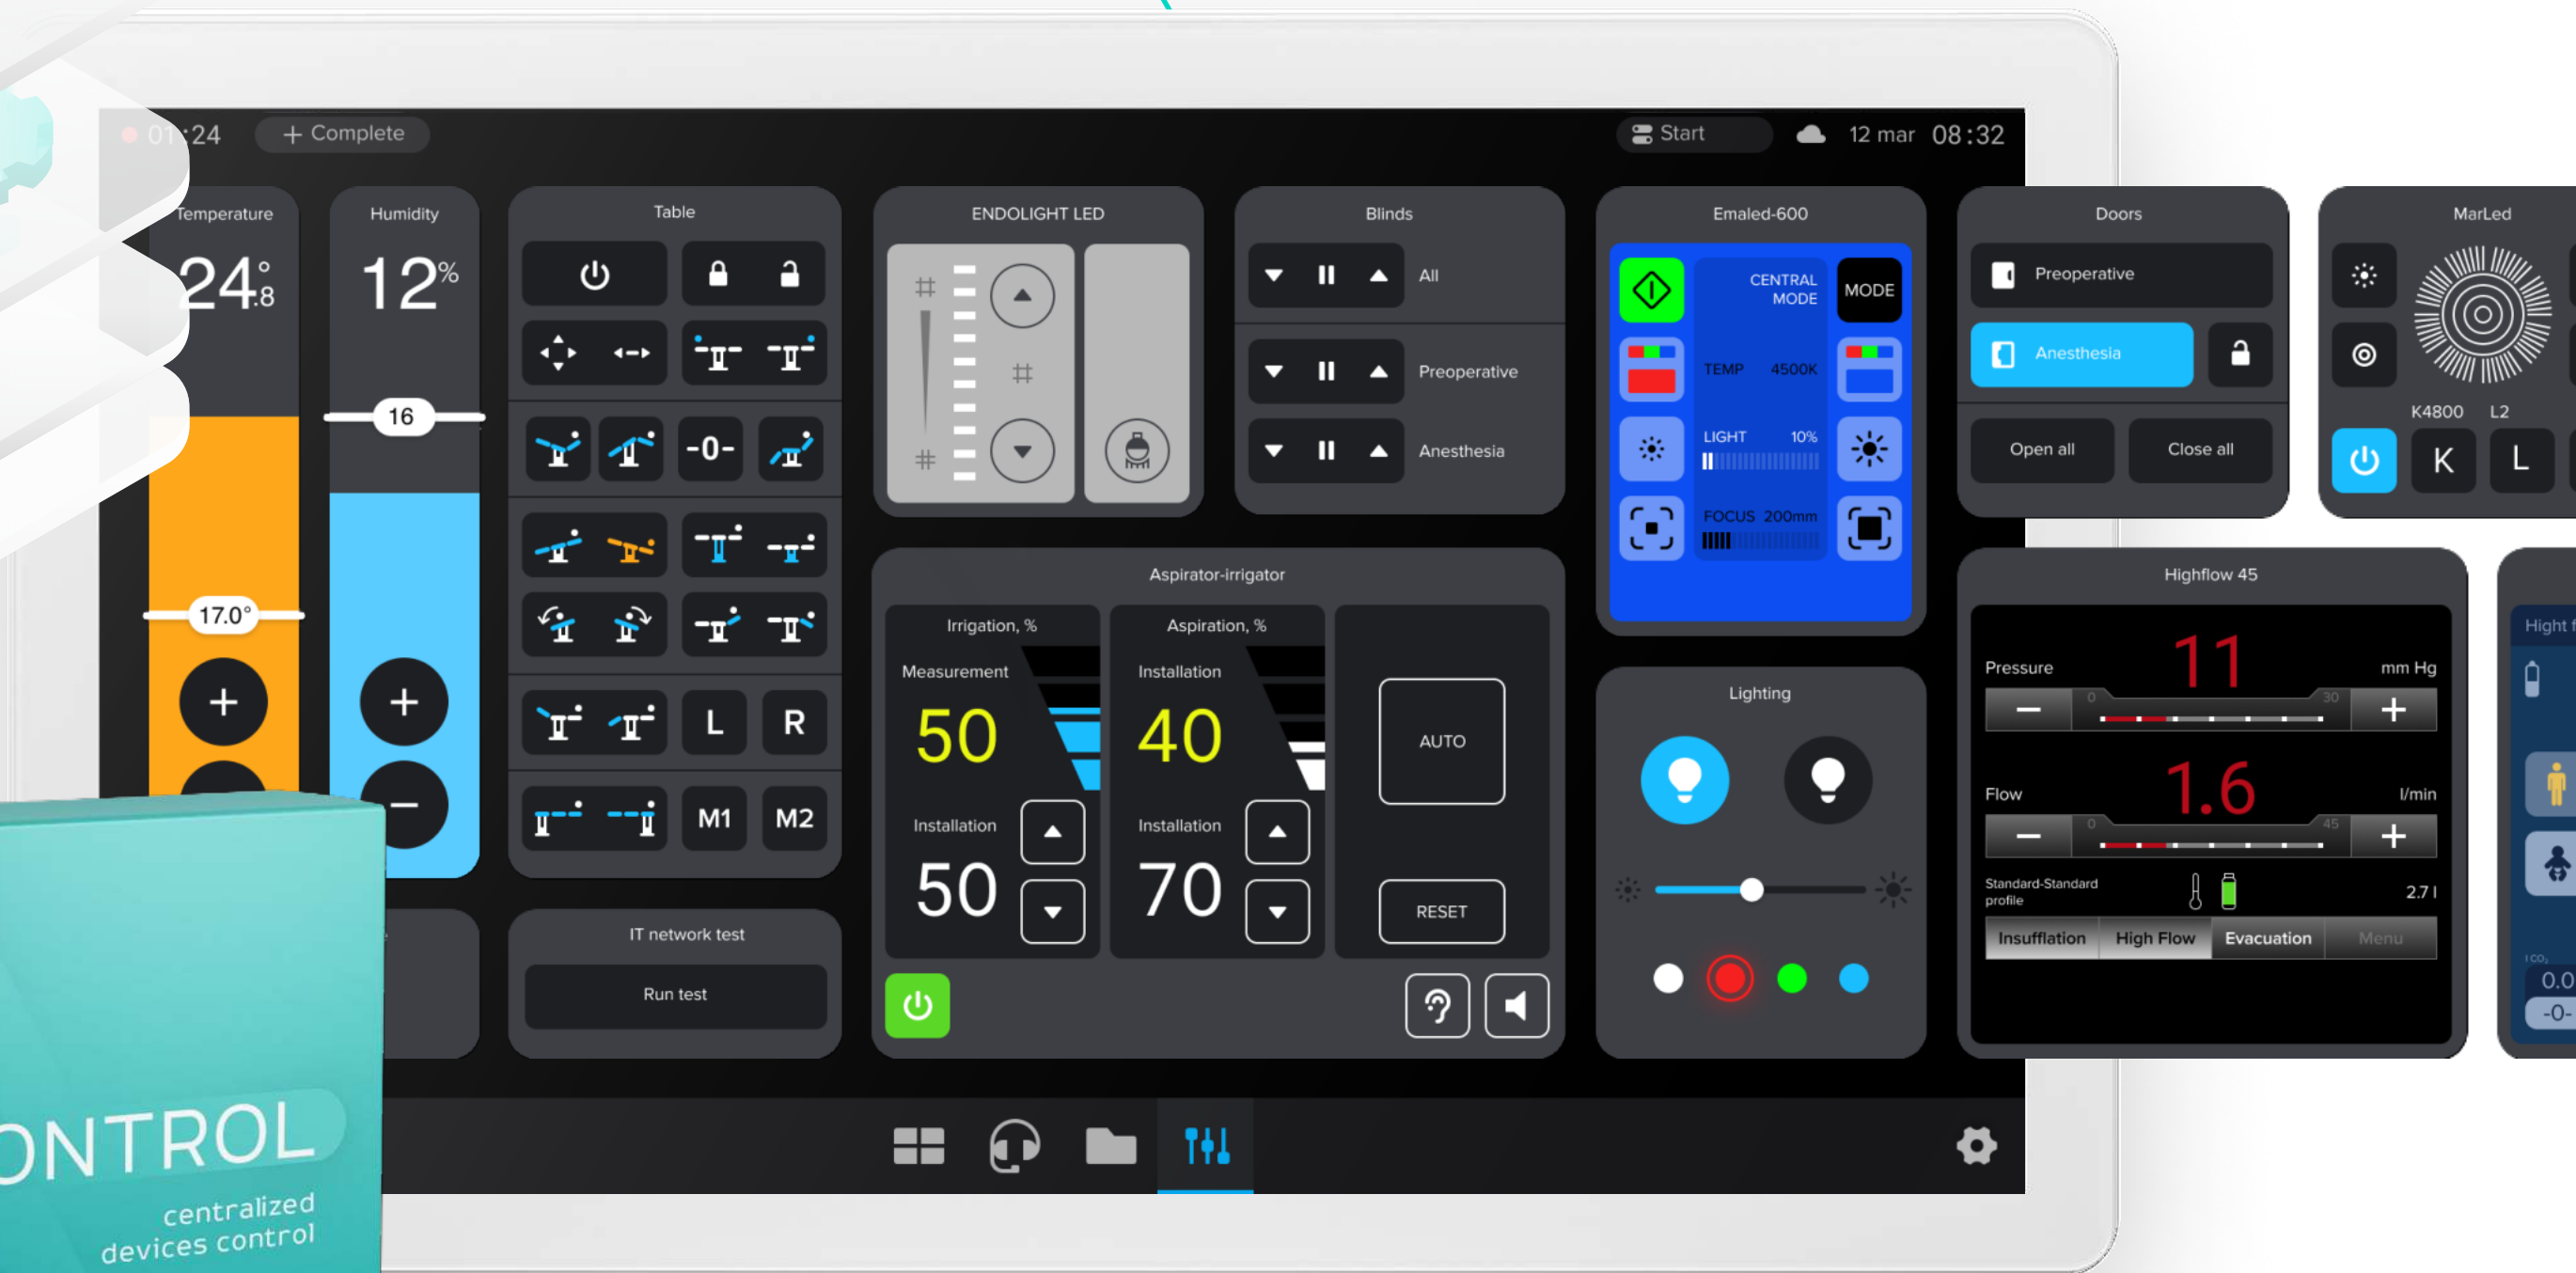 01:24
+ Complete
Start
12 mar 08:32
Temperature
24.8°
17.0°
+
Humidity
12%
16
+
−
Table
-0-
L
R
M1
M2
IT network test
Run test
ENDOLIGHT LED
#
#
#
Blinds
All
Preoperative
Anesthesia
Aspirator-irrigator
Irrigation, %
Measurement
50
Installation
50
Aspiration, %
Installation
40
Installation
70
AUTO
RESET
Emaled-600
CENTRAL
MODE
MODE
TEMP 4500K
LIGHT 10%
FOCUS 200mm
Lighting
Doors
Preoperative
Anesthesia
Open all
Close all
MarLed
K4800 L2
K
L
Highflow 45
Pressure
11
mm Hg
− 0 30 +
Flow
1.6
l/min
− 0 45 +
Standard-Standard
profile
2.7 l
Insufflation High Flow Evacuation Menu
Hight f
l CO₂
0.0
-0-
ONTROL
centralized
devices control